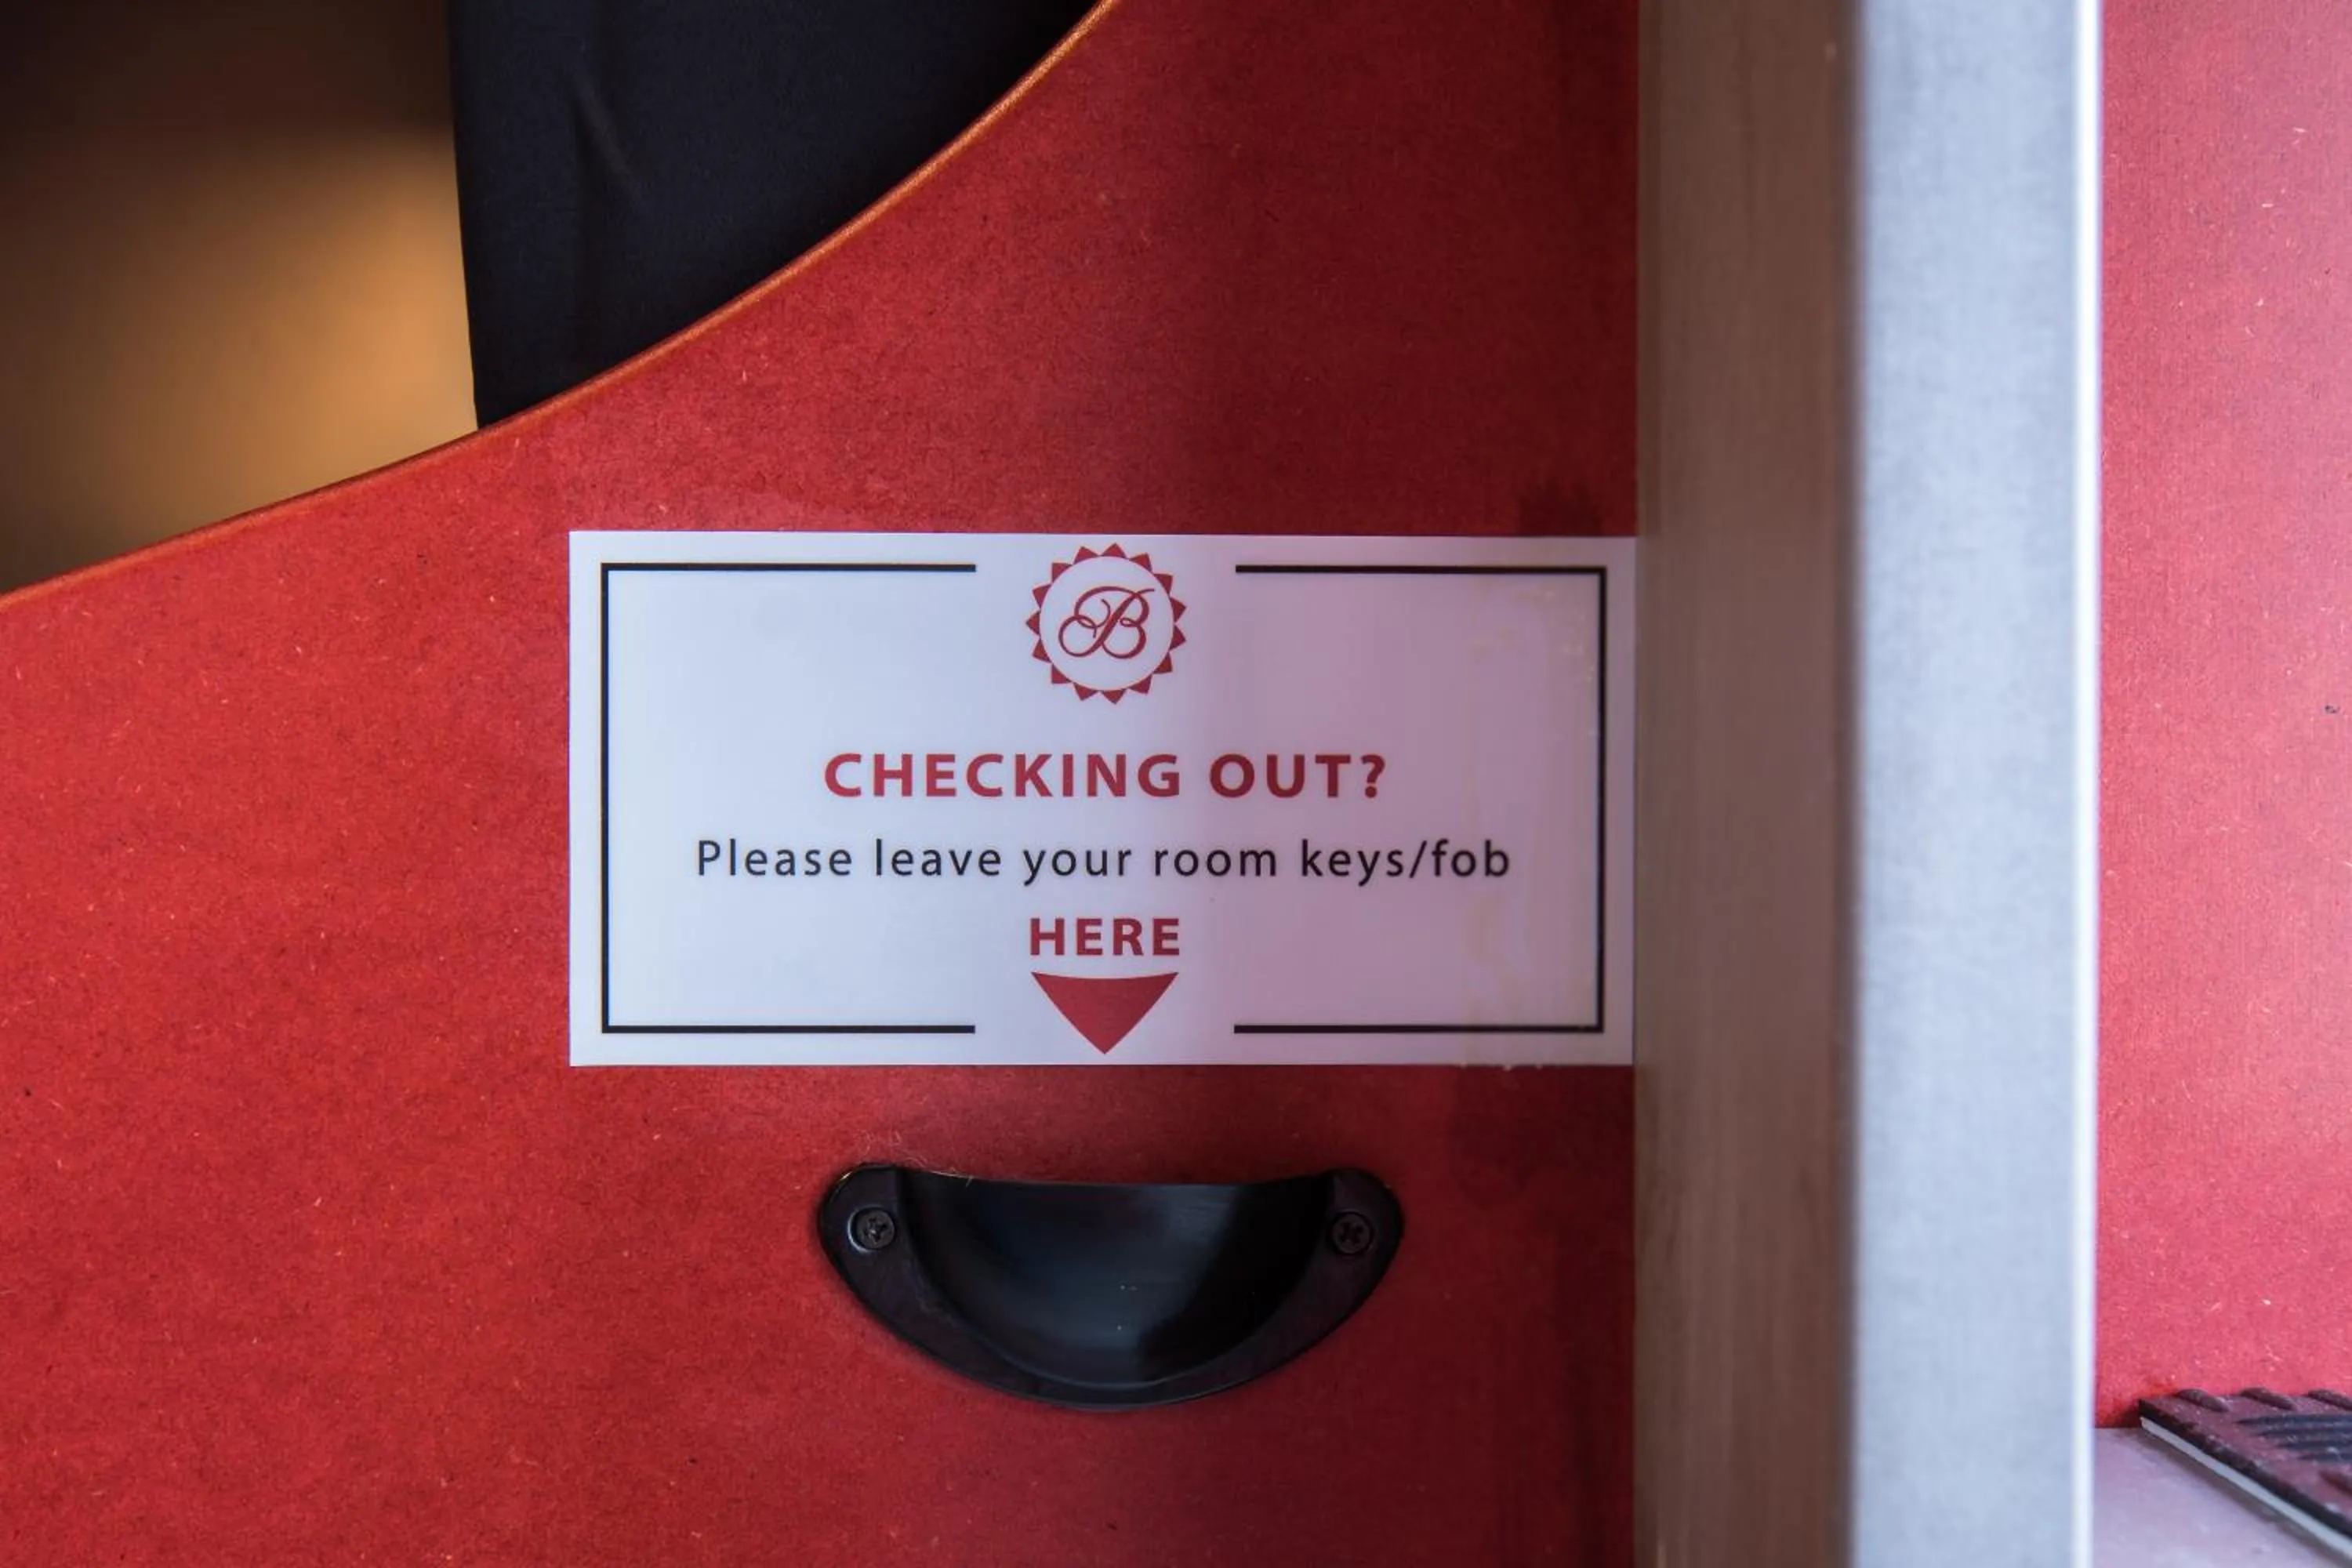 B
CHECKING OUT?
Please leave your room keys/fob
HERE